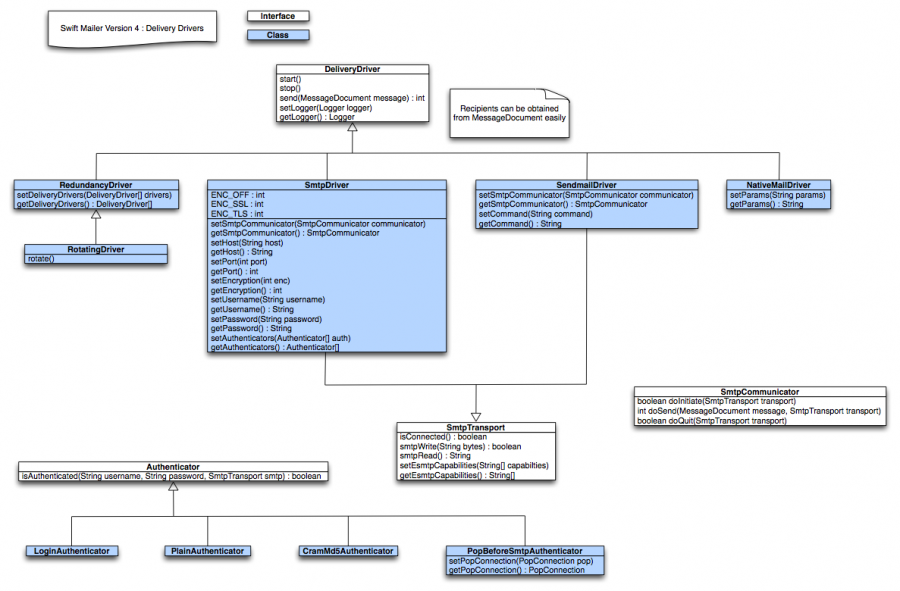 Swift Mailer Version 4 : Delivery Drivers
Interface
Class
DeliveryDriver
start()
stop()
send(MessageDocument message) : int
setLogger(Logger logger)
getLogger() : Logger
Recipients can be obtained
from MessageDocument easily
RedundancyDriver
setDeliveryDrivers(DeliveryDriver[] drivers)
getDeliveryDrivers() : DeliveryDriver[]
RotatingDriver
rotate()
SmtpDriver
ENC_OFF : int
ENC_SSL : int
ENC_TLS : int
setSmtpCommunicator(SmtpCommunicator communicator)
getSmtpCommunicator() : SmtpCommunicator
setHost(String host)
getHost() : String
setPort(int port)
getPort() : int
setEncryption(int enc)
getEncryption() : int
setUsername(String username)
getUsername() : String
setPassword(String password)
getPassword() : String
setAuthenticators(Authenticator[] auth)
getAuthenticators() : Authenticator[]
SendmailDriver
setSmtpCommunicator(SmtpCommunicator communicator)
getSmtpCommunicator() : SmtpCommunicator
setCommand(String command)
getCommand() : String
NativeMailDriver
setParams(String params)
getParams() : String
SmtpCommunicator
boolean doInitiate(SmtpTransport transport)
int doSend(MessageDocument message, SmtpTransport transport)
boolean doQuit(SmtpTransport transport)
SmtpTransport
isConnected() : boolean
smtpWrite(String bytes) : boolean
smtpRead() : String
setEsmtpCapabilities(String[] capabilties)
getEsmtpCapabilities() : String[]
Authenticator
isAuthenticated(String username, String password, SmtpTransport smtp) : boolean
LoginAuthenticator
PlainAuthenticator
CramMd5Authenticator
PopBeforeSmtpAuthenticator
setPopConnection(PopConnection pop)
getPopConnection() : PopConnection